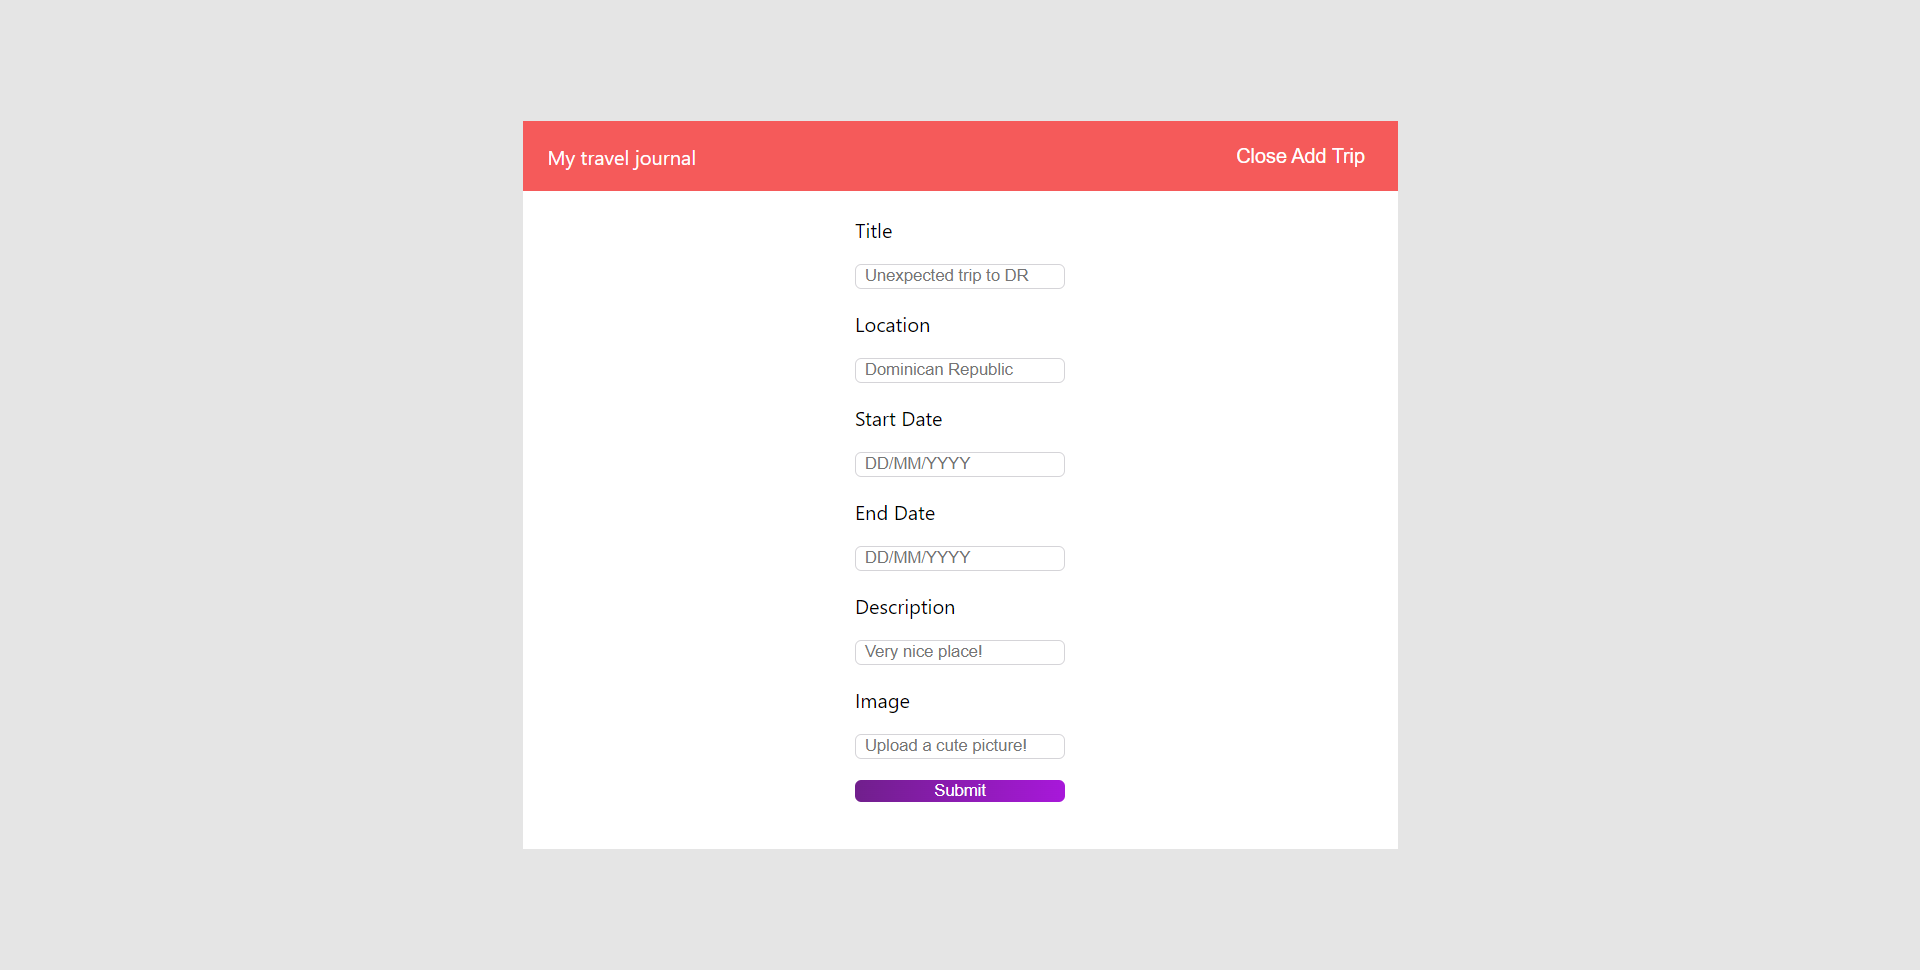 My travel journal
Close Add Trip
Title
Unexpected trip to DR
Location
Dominican Republic
Start Date
DD/MM/YYYY
End Date
DD/MM/YYYY
Description
Very nice place!
Image
Upload a cute picture!
Submit